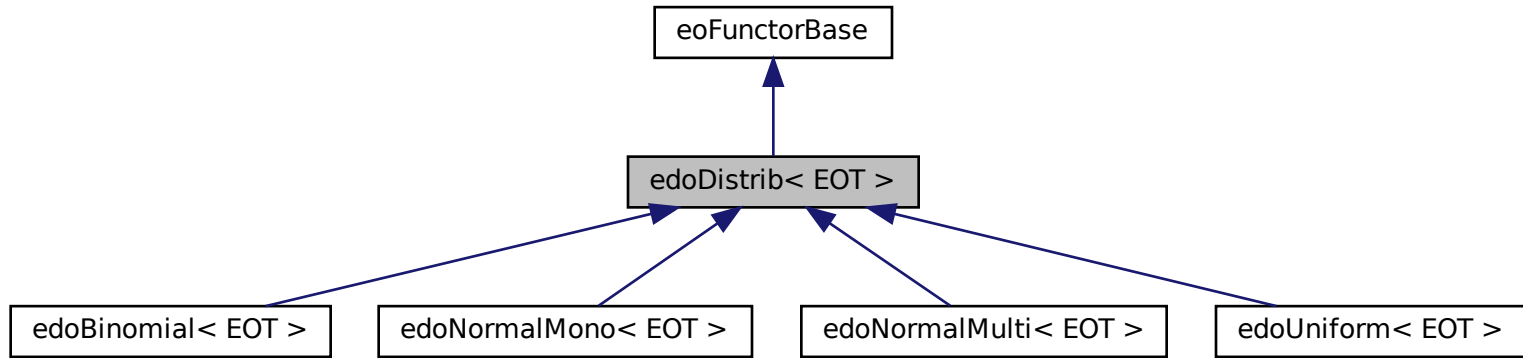 eoFunctorBase
edoDistrib< EOT >
edoBinomial< EOT >
edoNormalMono< EOT >
edoNormalMulti< EOT >
edoUniform< EOT >